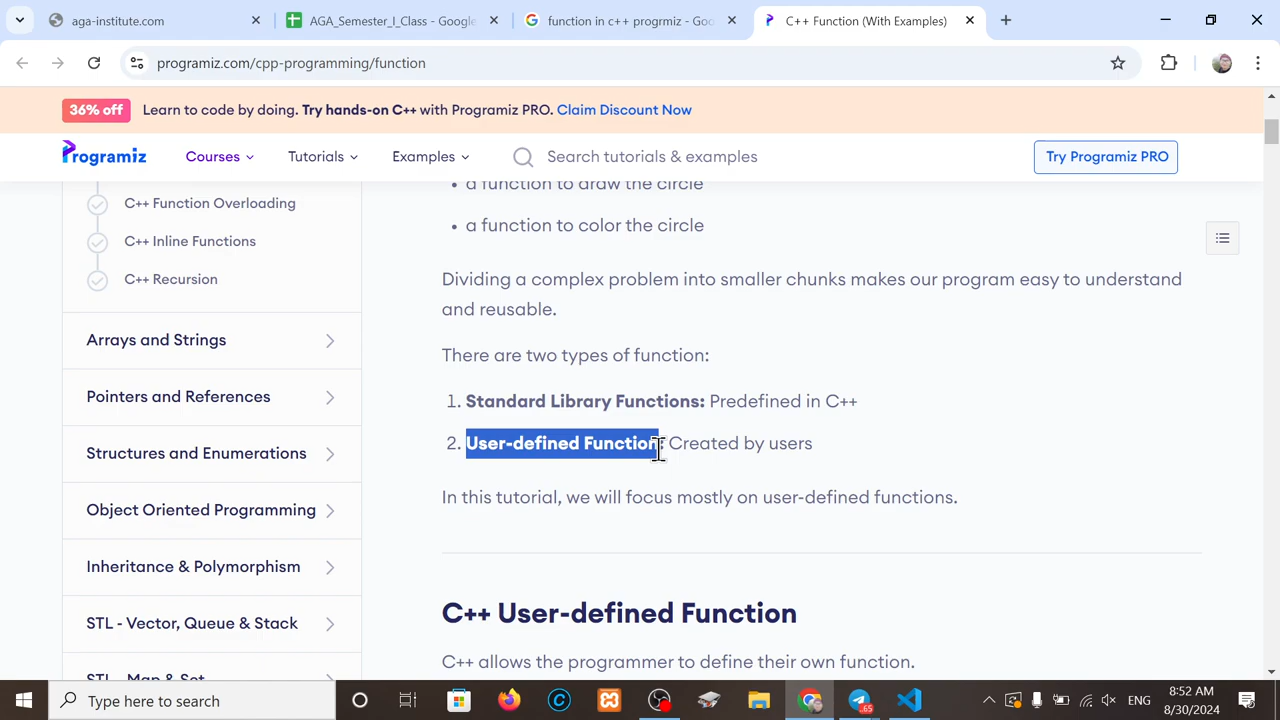 aga-institute.com
AGA_Semester_I_Class - Google
function in c++ progrmiz - Goo
C++ Function (With Examples)
programiz.com/cpp-programming/function
36% off Learn to code by doing. Try hands-on C++ with Programiz PRO. Claim Discount Now
Programiz Courses Tutorials Examples Search tutorials & examples Try Programiz PRO
C++ Function Overloading
C++ Inline Functions
C++ Recursion
Arrays and Strings
Pointers and References
Structures and Enumerations
Object Oriented Programming
Inheritance & Polymorphism
STL - Vector, Queue & Stack
STL - Map & Set
• a function to draw the circle
• a function to color the circle
Dividing a complex problem into smaller chunks makes our program easy to understand
and reusable.
There are two types of function:
1. Standard Library Functions: Predefined in C++
2. User-defined Function: Created by users
In this tutorial, we will focus mostly on user-defined functions.
C++ User-defined Function
C++ allows the programmer to define their own function.
Type here to search
.65
ENG
8:52 AM
8/30/2024